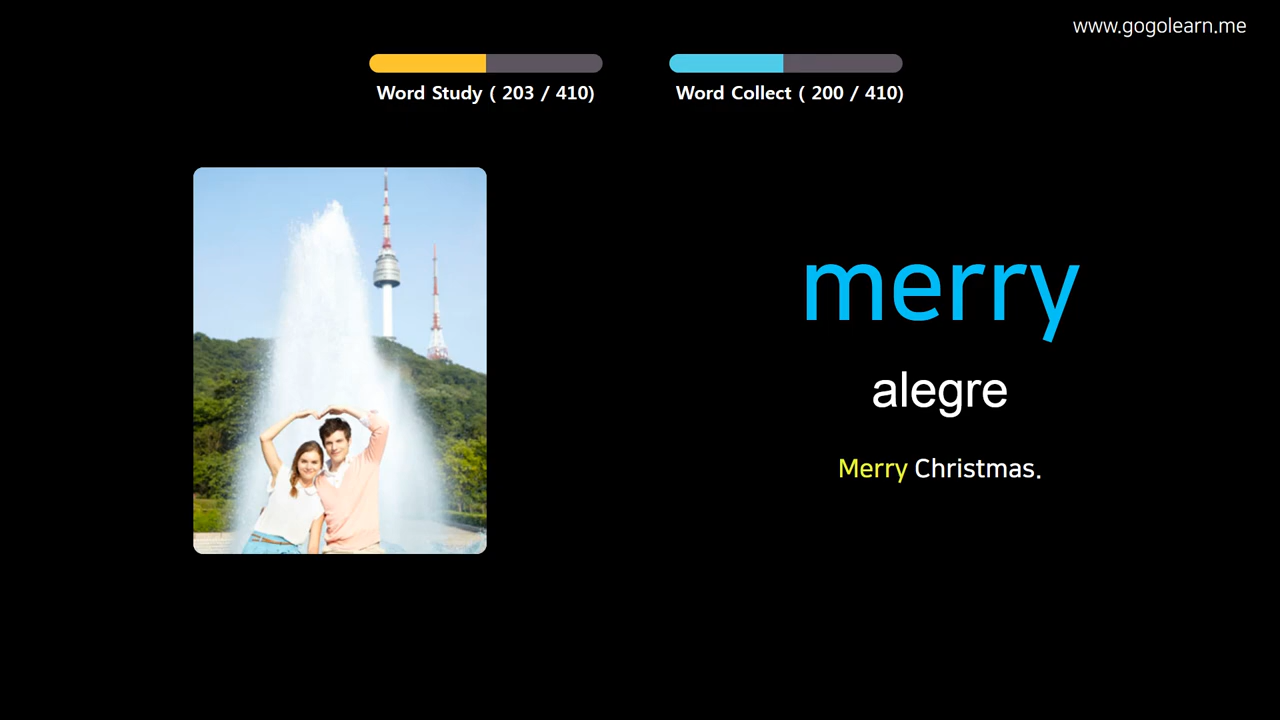 www.gogolearn.me
Word Study ( 203 / 410)
Word Collect ( 200 / 410)
merry
alegre
Merry Christmas.